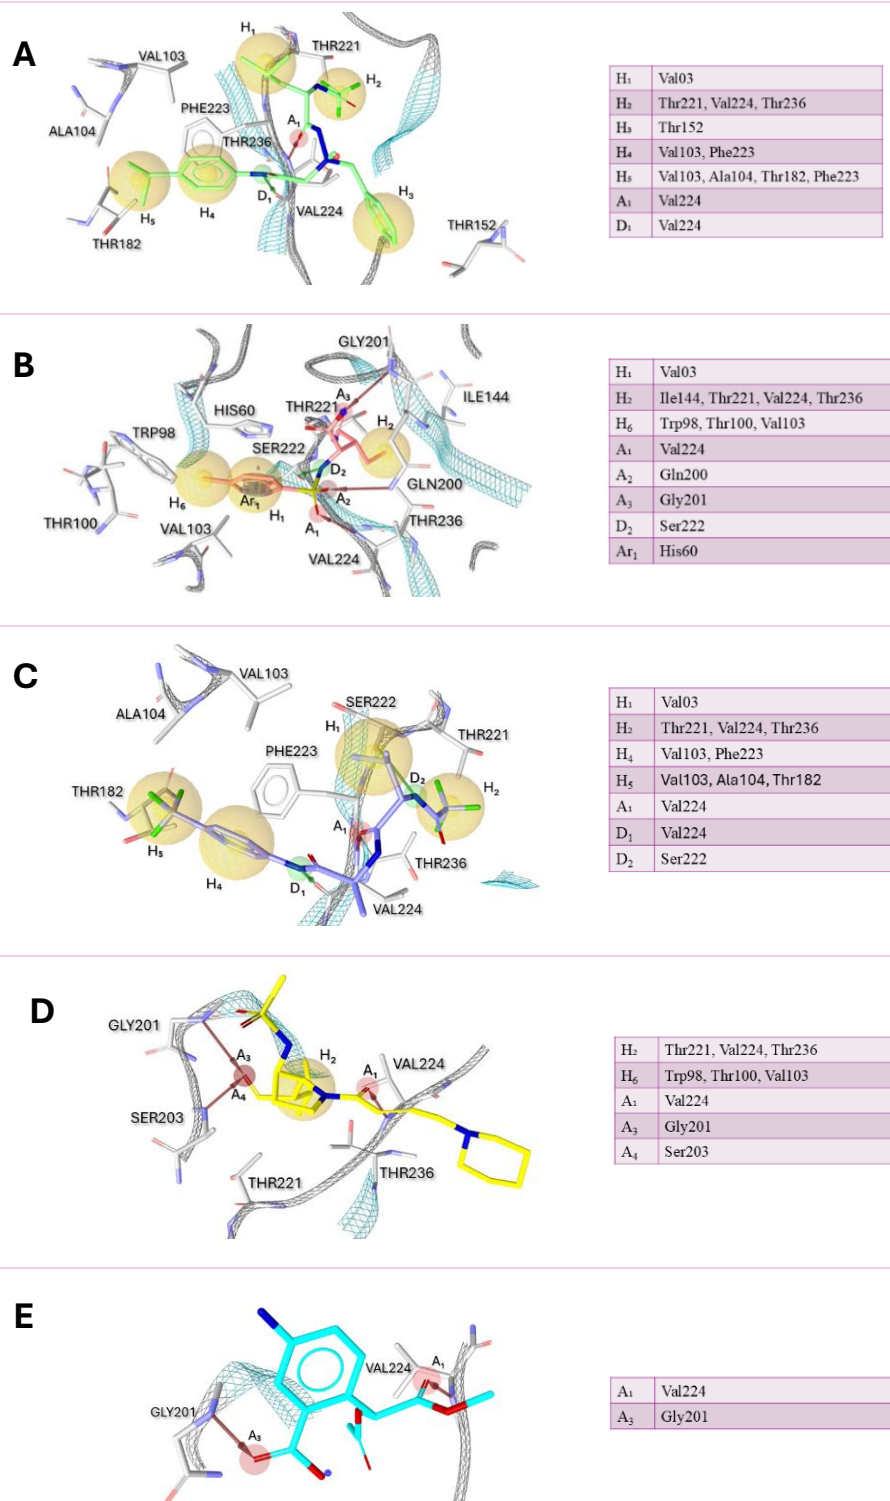 A
H₁
THR221
VAL103
H₂
PHE223
A₁
ALA104
THR236
D₁
H₃
H₅
H₄
VAL224
THR152
THR182
H₁ Val03
H₂ Thr221, Val224, Thr236
H₃ Thr152
H₄ Val103, Phe223
H₅ Val103, Ala104, Thr182, Phe223
A₁ Val224
D₁ Val224
B
GLY201
A₃
ILE144
THR221
HIS60
H₂
TRP98
SER222
D₂
GLN200
H₆
Ar₁
A₂
H₁
THR100
VAL103
A₁
THR236
VAL224
H₁ Val03
H₂ Ile144, Thr221, Val224, Thr236
H₆ Trp98, Thr100, Val103
A₁ Val224
A₂ Gln200
A₃ Gly201
D₂ Ser222
Ar₁ His60
C
VAL103
SER222
ALA104
H₁
THR221
PHE223
D₂
THR182
H₂
A₁
H₅
THR236
H₄
D₁
VAL224
H₁ Val03
H₂ Thr221, Val224, Thr236
H₄ Val103, Phe223
H₅ Val103, Ala104, Thr182
A₁ Val224
D₁ Val224
D₂ Ser222
D
GLY201
A₃
H₂
VAL224
A₁
A₄
SER203
THR221
THR236
H₂ Thr221, Val224, Thr236
H₆ Trp98, Thr100, Val103
A₁ Val224
A₃ Gly201
A₄ Ser203
E
VAL224
A₁
GLY201
A₃
A₁ Val224
A₃ Gly201